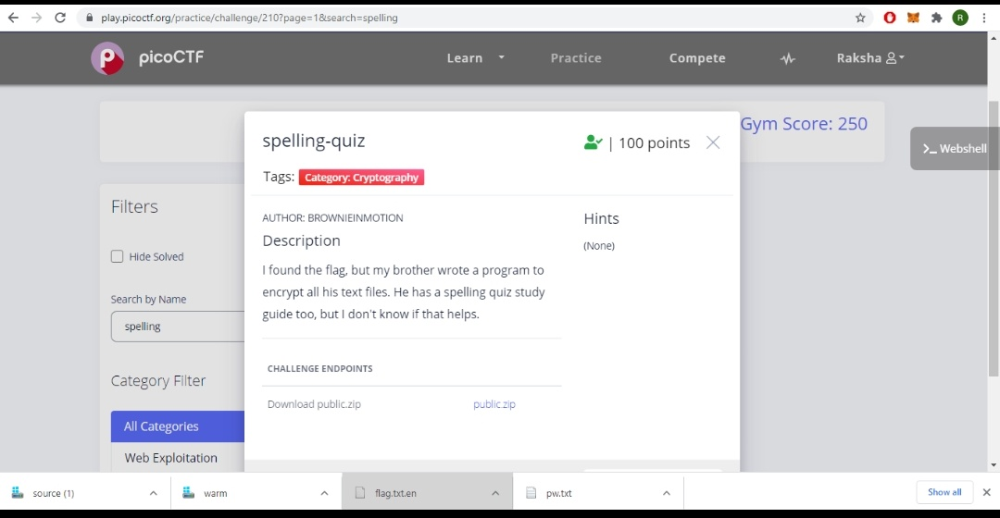 play.picoctf.org/practice/challenge/210?page=1&search=spelling
R
picoCTF
Learn
Practice
Compete
Raksha
Gym Score: 250
>_ Webshell
spelling-quiz
| 100 points
Tags: Category: Cryptography
AUTHOR: BROWNIEINMOTION
Description
I found the flag, but my brother wrote a program to
encrypt all his text files. He has a spelling quiz study
guide too, but I don't know if that helps.
Hints
(None)
CHALLENGE ENDPOINTS
Download public.zip
public.zip
Filters
Hide Solved
Search by Name
spelling
Category Filter
All Categories
Web Exploitation
source (1)
warm
flag.txt.en
pw.txt
Show all